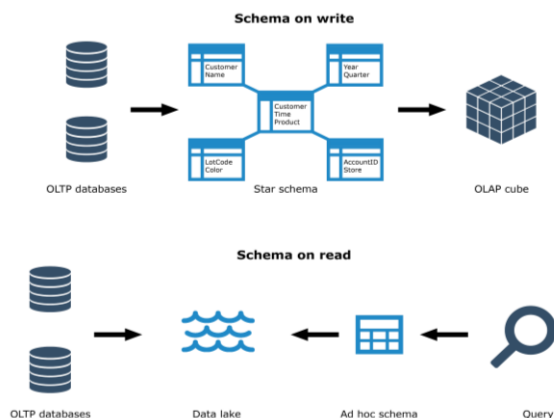 Schema on write
Customer
Name
Year
Quarter
Customer
Time
Product
LotCode
Color
AccountID
Store
OLTP databases
Star schema
OLAP cube
Schema on read
OLTP databases
Data lake
Ad hoc schema
Query